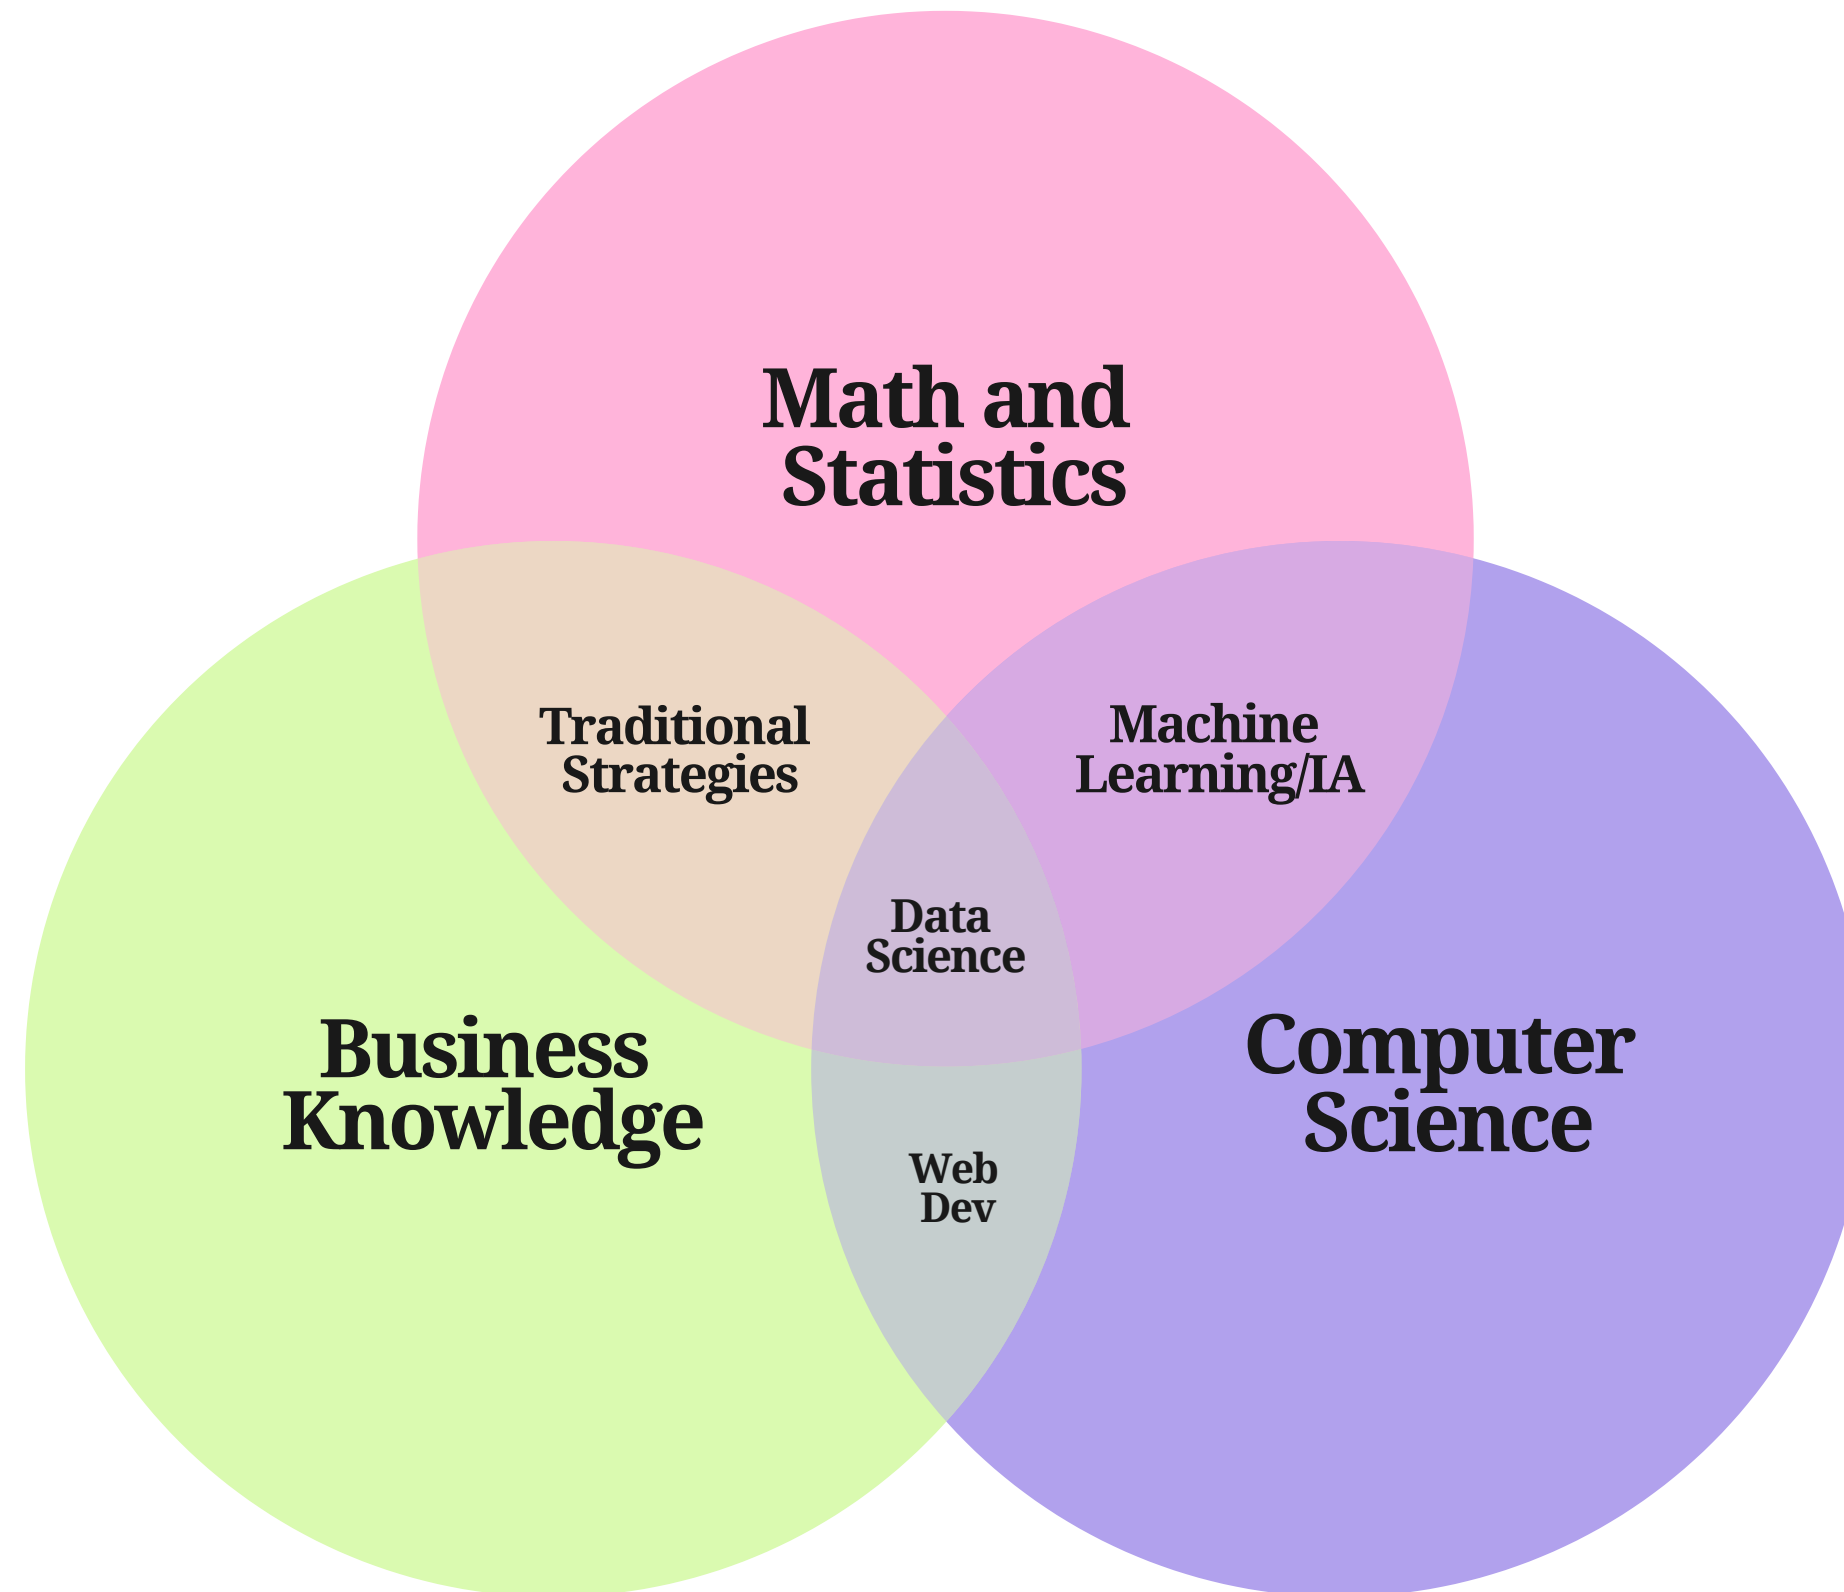 Math and
Statistics
Traditional
Strategies
Machine
Learning/IA
Data
Science
Business
Knowledge
Computer
Science
Web
Dev